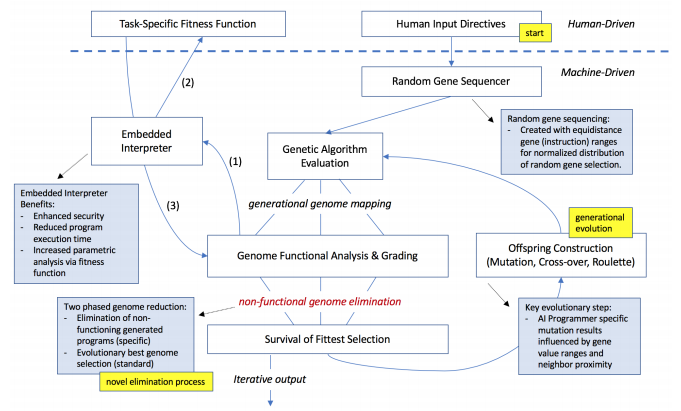 Task-Specific Fitness Function
Human Input Directives
Human-Driven
start
Machine-Driven
(2)
Random Gene Sequencer
Random gene sequencing:
- Created with equidistance
gene (instruction) ranges
for normalized distribution
of random gene selection.
Embedded
Interpreter
(1)
Genetic Algorithm
Evaluation
Embedded Interpreter
Benefits:
- Enhanced security
- Reduced program
execution time
- Increased parametric
analysis via fitness
function
(3)
generational genome mapping
generational
evolution
Genome Functional Analysis & Grading
Offspring Construction
(Mutation, Cross-over, Roulette)
Two phased genome reduction:
- Elimination of non-
functioning generated
programs (specific)
- Evolutionary best genome
selection (standard)
novel elimination process
non-functional genome elimination
Key evolutionary step:
- AI Programmer specific
mutation results
influenced by gene
value ranges and
neighbor proximity
Survival of Fittest Selection
Iterative output